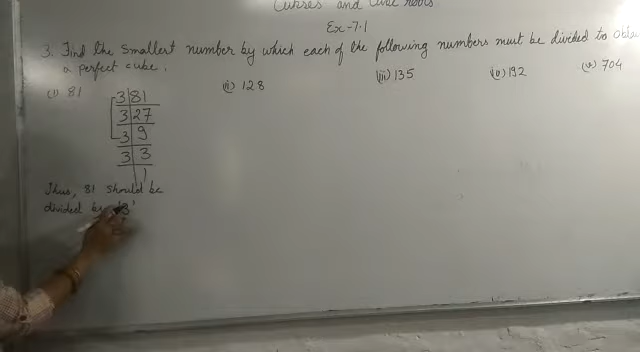 Cubes and Cube Roots
Ex-7.1
3. Find the smallest number by which each of the following numbers must be divided to
a perfect cube.
(i) 81
(ii) 128
(iii) 135
(iv) 192
(v) 704
3 81
3 27
3 9
3 3
1
Thus, 81 should be
divided by '3'